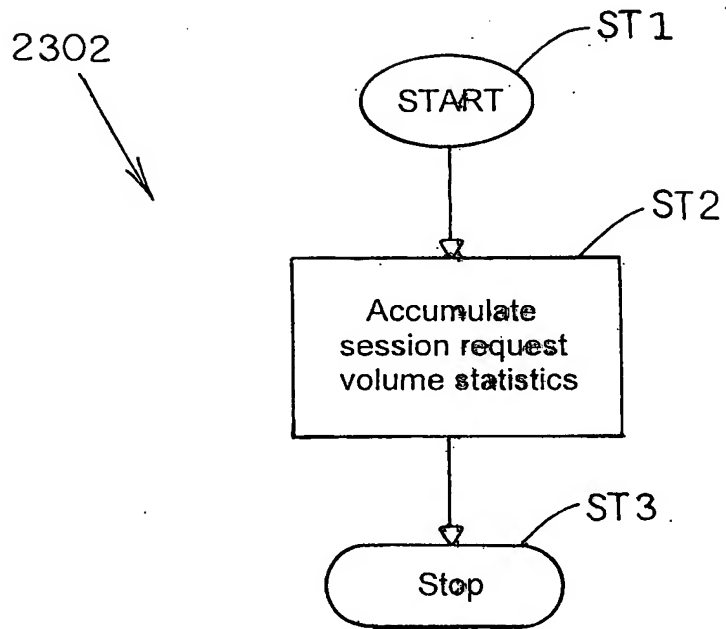 2302
ST1
START
ST2
Accumulate
session request
volume statistics
ST3
Stop